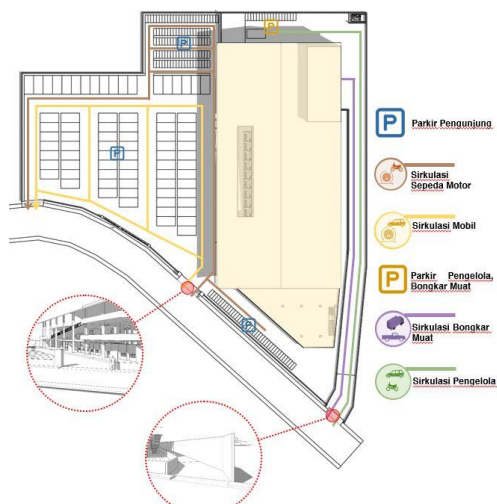 P
P
P
P
P
Parkir Pengunjung
Sirkulasi
Sepeda Motor
Sirkulasi Mobil
P
Parkir Pengelola,
Bongkar Muat
Sirkulasi Bongkar
Muat
Sirkulasi Pengelola